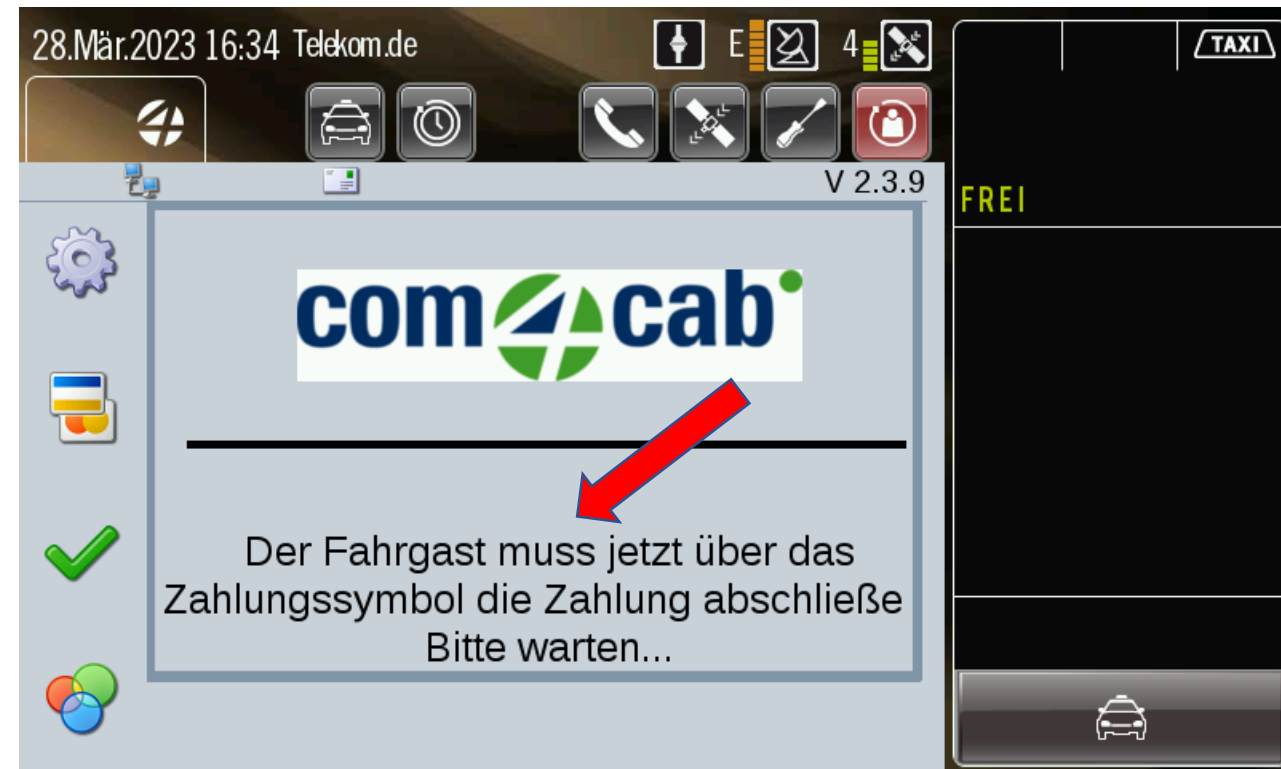 28.Mär.2023 16:34 Telekom.de E 4
TAXI
V 2.3.9
FREI
com4cab
Der Fahrgast muss jetzt über das
Zahlungssymbol die Zahlung abschließe
Bitte warten...